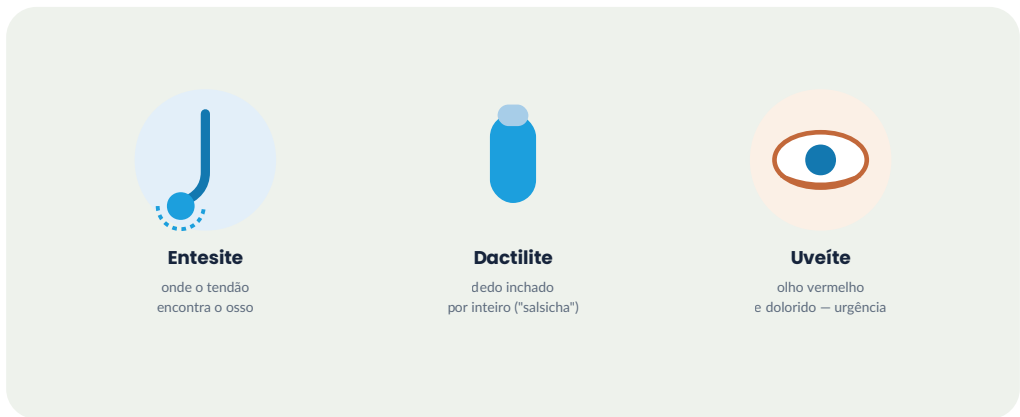 Entesite
onde o tendão
encontra o osso
Dactilite
dedo inchado
por inteiro ("salsicha")
Uveíte
olho vermelho
e dolorido — urgência